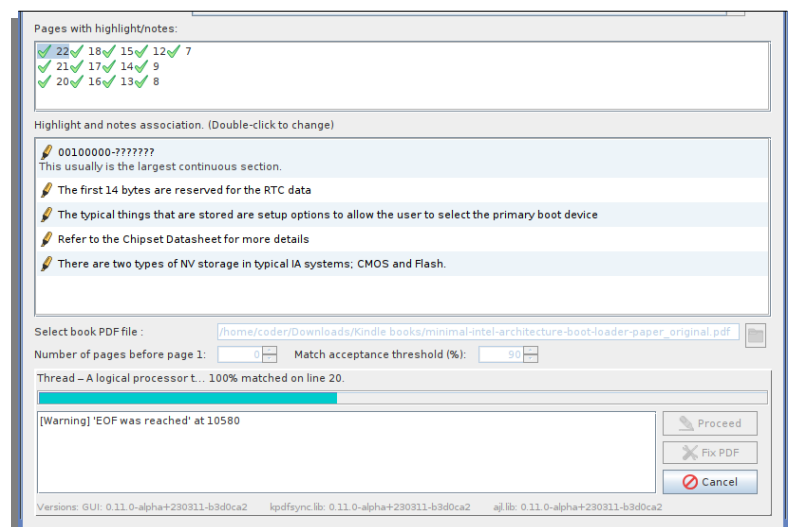 Pages with highlight/notes:
22 18 15 12 7
21 17 14 9
20 16 13 8
Highlight and notes association. (Double-click to change)
00100000-???????
This usually is the largest continuous section.
The first 14 bytes are reserved for the RTC data
The typical things that are stored are setup options to allow the user to select the primary boot device
Refer to the Chipset Datasheet for more details
There are two types of NV storage in typical IA systems; CMOS and Flash.
Select book PDF file : /home/coder/Downloads/Kindle books/minimal-intel-architecture-boot-loader-paper_original.pdf
Number of pages before page 1: 0 Match acceptance threshold (%): 90
Thread – A logical processor t... 100% matched on line 20.
[Warning] 'EOF was reached' at 10580
Proceed
Fix PDF
Cancel
Versions: GUI: 0.11.0-alpha+230311-b3d0ca2 kpdfsync.lib: 0.11.0-alpha+230311-b3d0ca2 ajl.lib: 0.11.0-alpha+230311-b3d0ca2